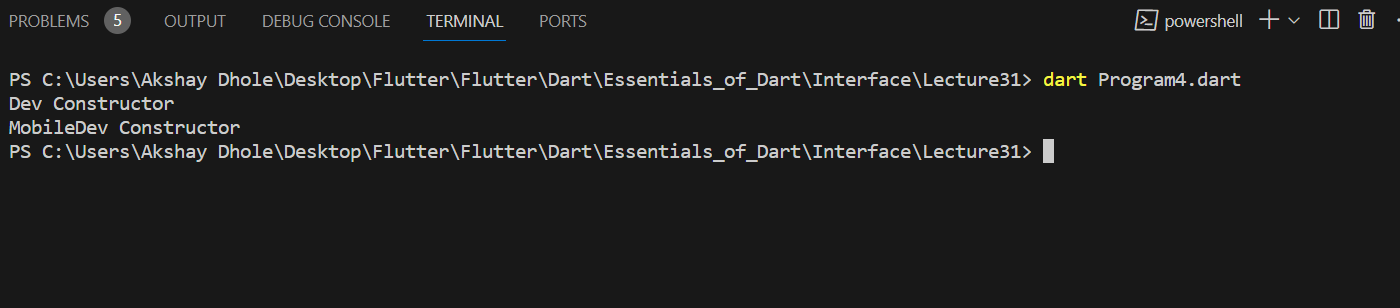 PROBLEMS 5 OUTPUT DEBUG CONSOLE TERMINAL PORTS powershell
PS C:\Users\Akshay Dhole\Desktop\Flutter\Flutter\Dart\Essentials_of_Dart\Interface\Lecture31> dart Program4.dart
Dev Constructor
MobileDev Constructor
PS C:\Users\Akshay Dhole\Desktop\Flutter\Flutter\Dart\Essentials_of_Dart\Interface\Lecture31>